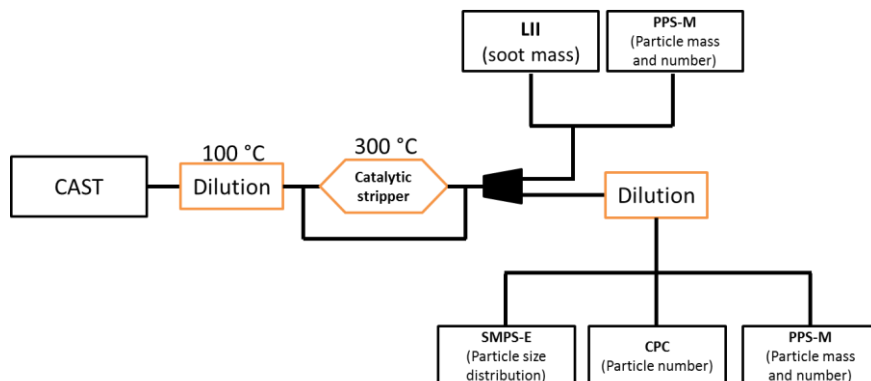 LII
(soot mass)
PPS-M
(Particle mass
and number)
CAST
100 °C
Dilution
300 °C
Catalytic
stripper
Dilution
SMPS-E
(Particle size
distribution)
CPC
(Particle number)
PPS-M
(Particle mass
and number)